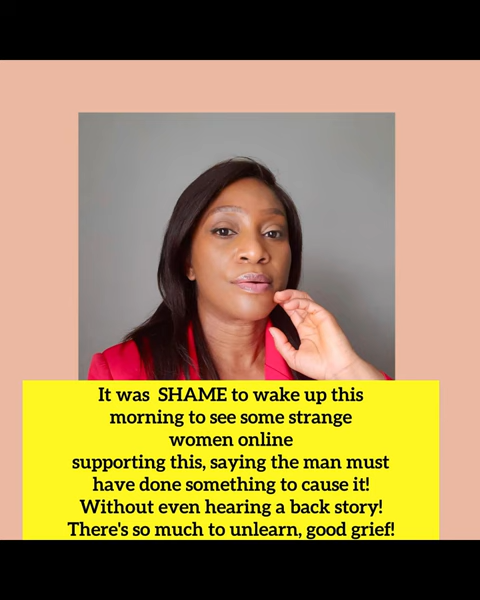 It was  SHAME to wake up this
morning to see some strange
women online
supporting this, saying the man must
have done something to cause it!
Without even hearing a back story!
There's so much to unlearn, good grief!